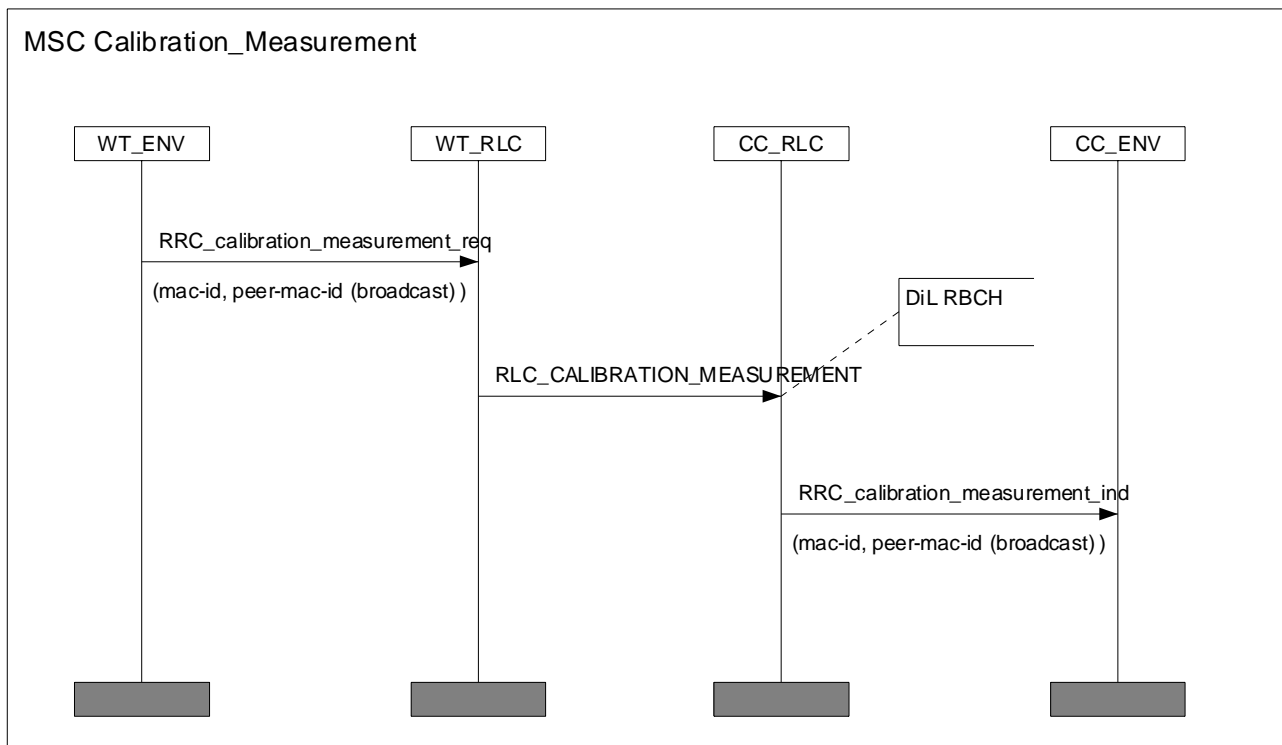 MSC Calibration_Measurement
WT_ENV
WT_RLC
CC_RLC
CC_ENV
RRC_calibration_measurement_req
(mac-id, peer-mac-id (broadcast) )
DiL RBCH
RLC_CALIBRATION_MEASUREMENT
RRC_calibration_measurement_ind
(mac-id, peer-mac-id (broadcast) )